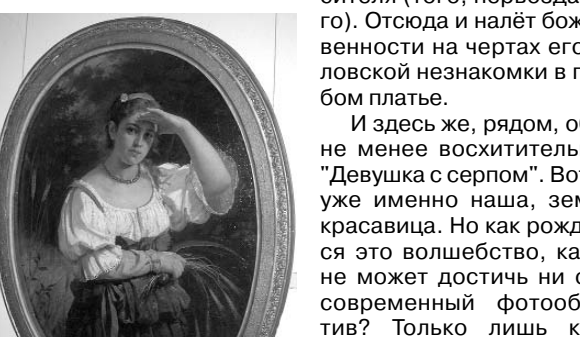 го). Отсюда и налёт бож
венности на чертах его
ловской незнакомки в г
бом платье.
И здесь же, рядом, о
не менее восхититель
"Девушка с серпом". Вот
уже именно наша, зем
красавица. Но как рожд
ся это волшебство, ка
не может достичь ни о
современный фотооб
тив? Только лишь к